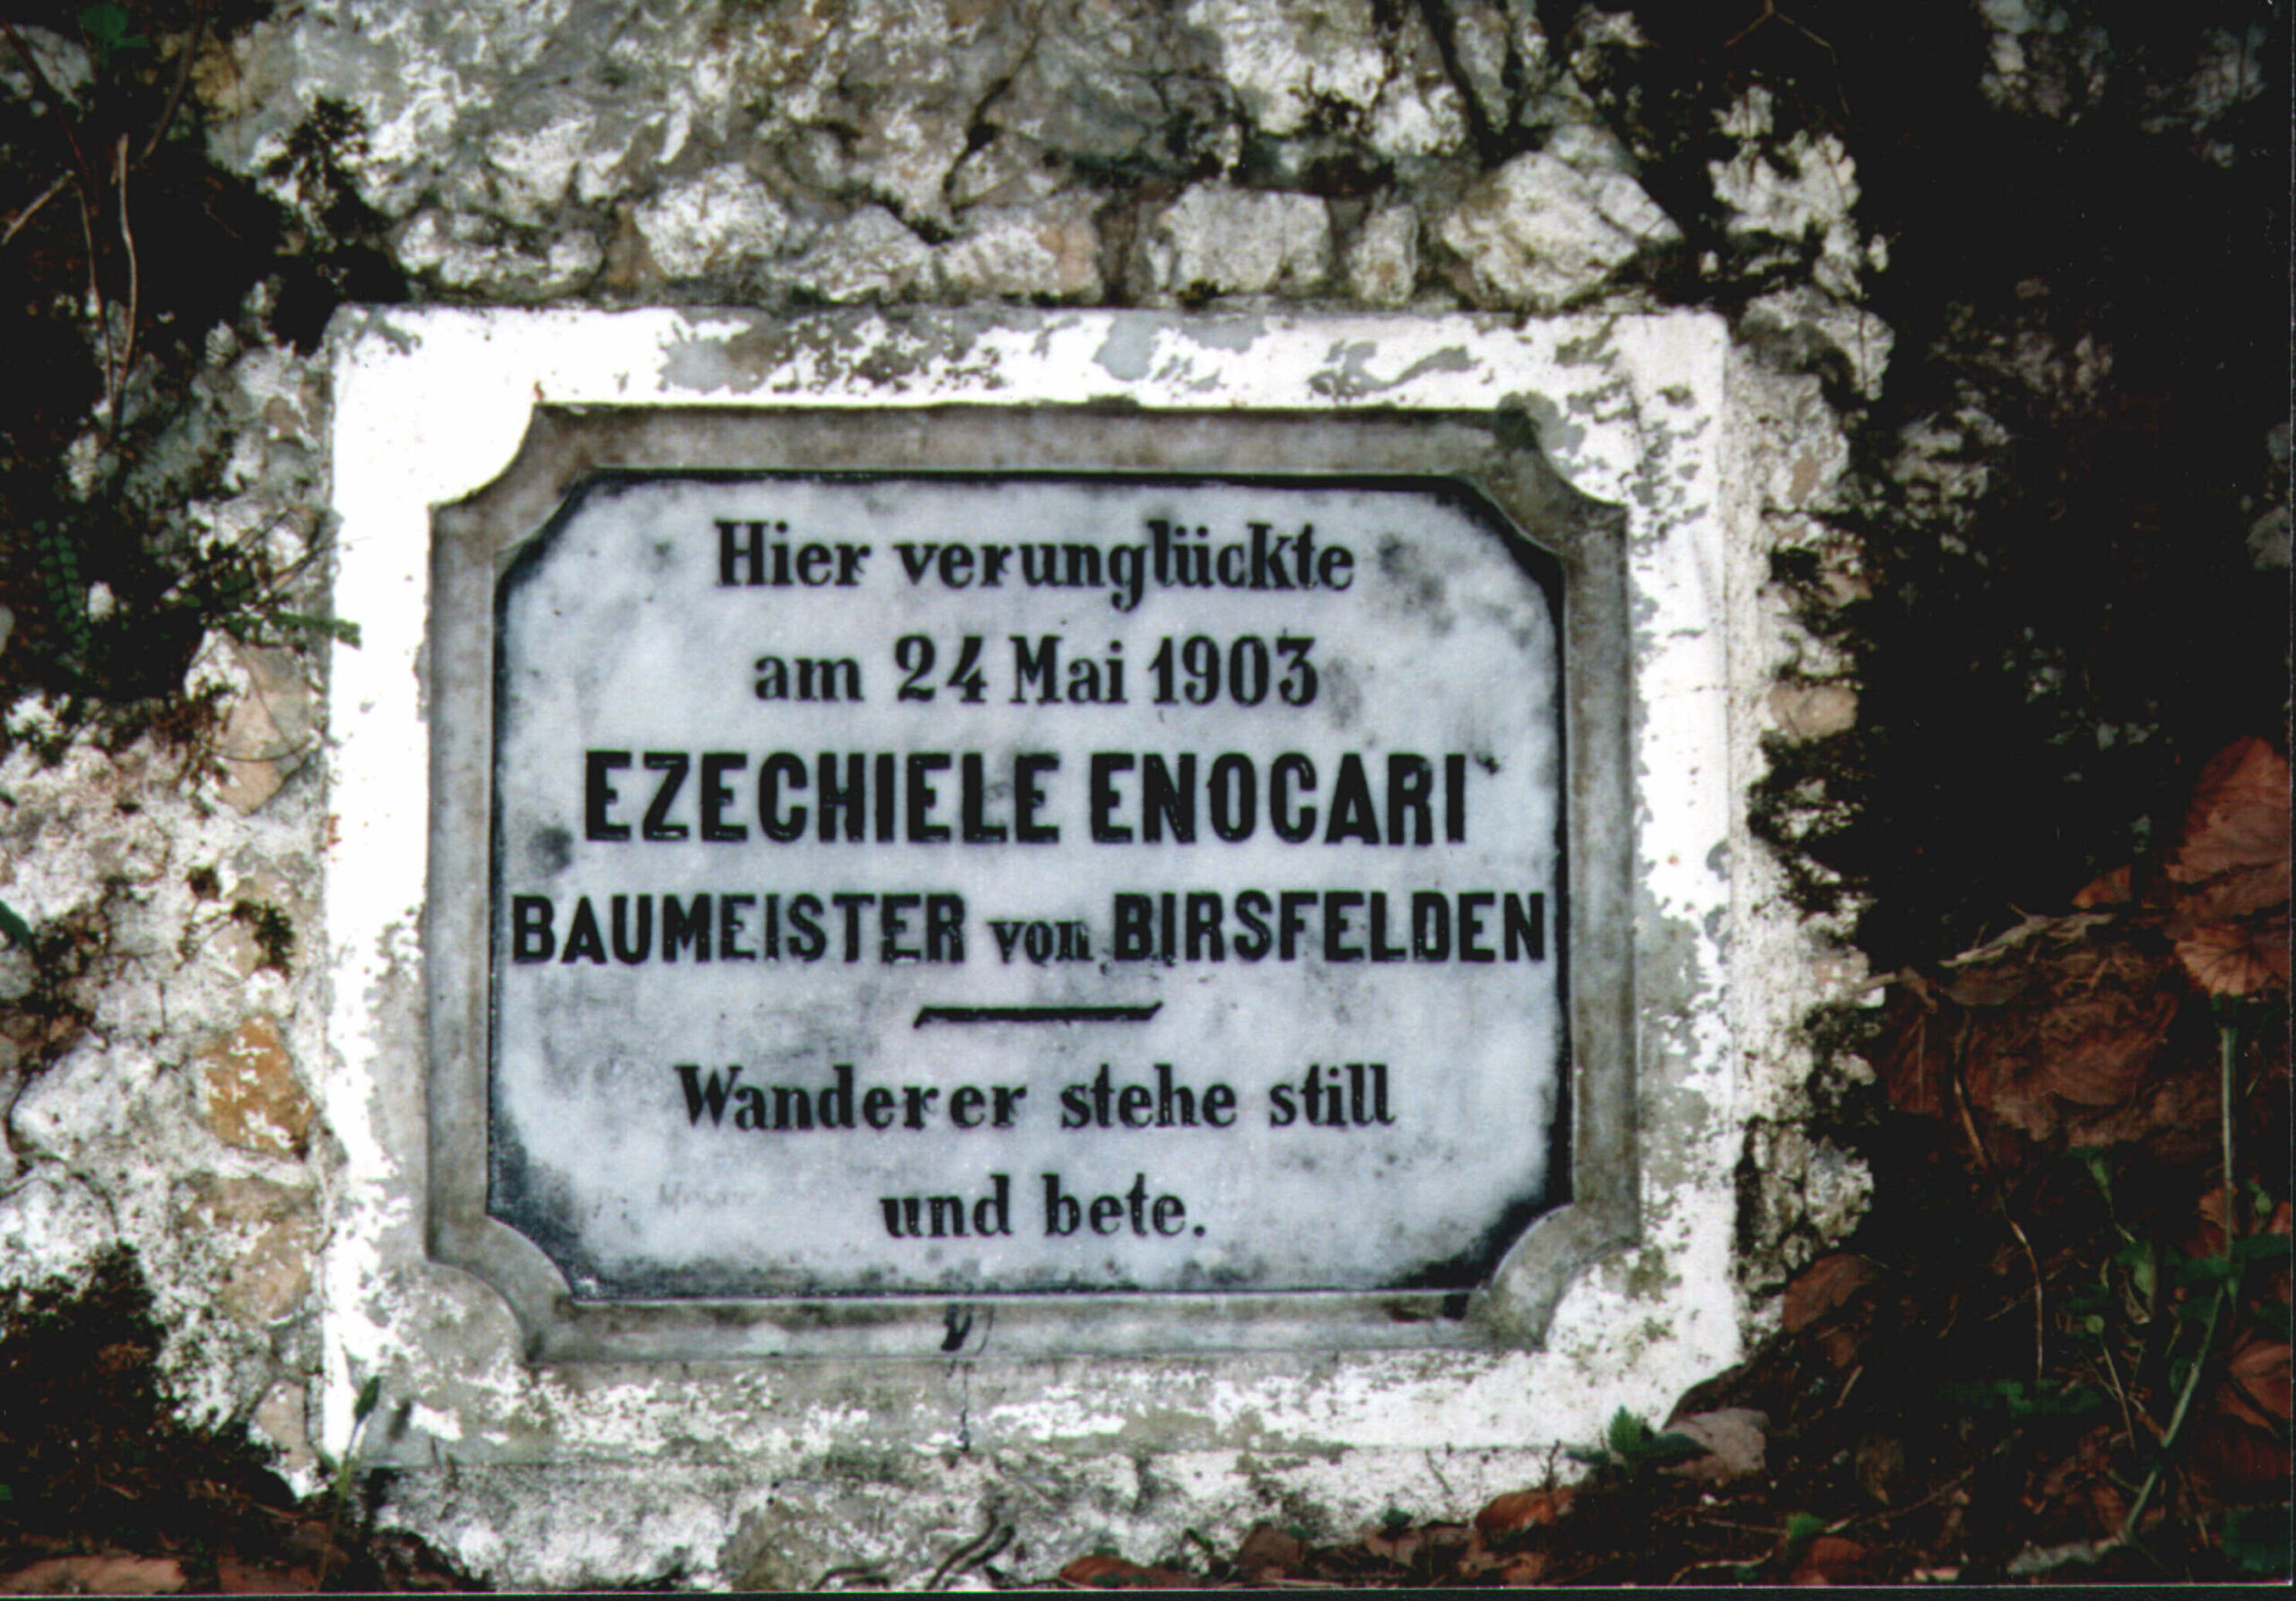 Hier verunglückte
am 24 Mai 1903
EZECHIELE ENOCARI
BAUMEISTER von BIRSFELDEN
Wanderer stehe still
und bete.